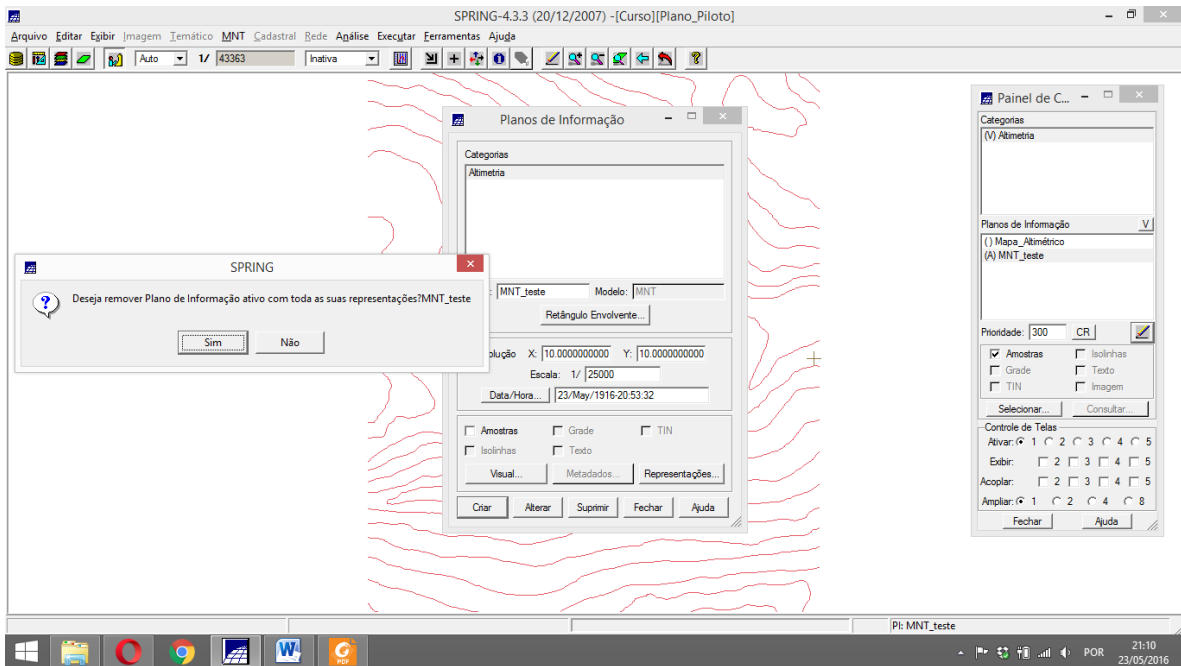 SPRING-4.3.3 (20/12/2007) -[Curso][Plano_Piloto]
Arquivo Editar Exibir Imagem Temático MNT Cadastral Rede Análise Executar Ferramentas Ajuda
Auto 1/ 43363 Inativa
Planos de Informação
Categorias
Altimetria
MNT_teste Modelo: MNT
Retângulo Envolvente...
X: 10.0000000000 Y: 10.0000000000
Escala: 1/ 25000
Data/Hora... 23/May/1916-20:53:32
Amostras Grade TIN
Isolinhas Texto
Visual... Metadados... Representações...
Criar Alterar Suprimir Fechar Ajuda
SPRING
Deseja remover Plano de Informação ativo com toda as suas representações?MNT_teste
Sim Não
Painel de C...
Categorias
(V) Altimetria
Planos de Informação V
( ) Mapa_Altimétrico
(A) MNT_teste
Prioridade: 300 CR
Amostras Isolinhas
Grade Texto
TIN Imagem
Selecionar... Consultar...
Controle de Telas
Ativar: 1 2 3 4 5
Exibir: 2 3 4 5
Acoplar: 2 3 4 5
Ampliar: 1 2 4 8
Fechar Ajuda
PI: MNT_teste
POR
21:10
23/05/2016